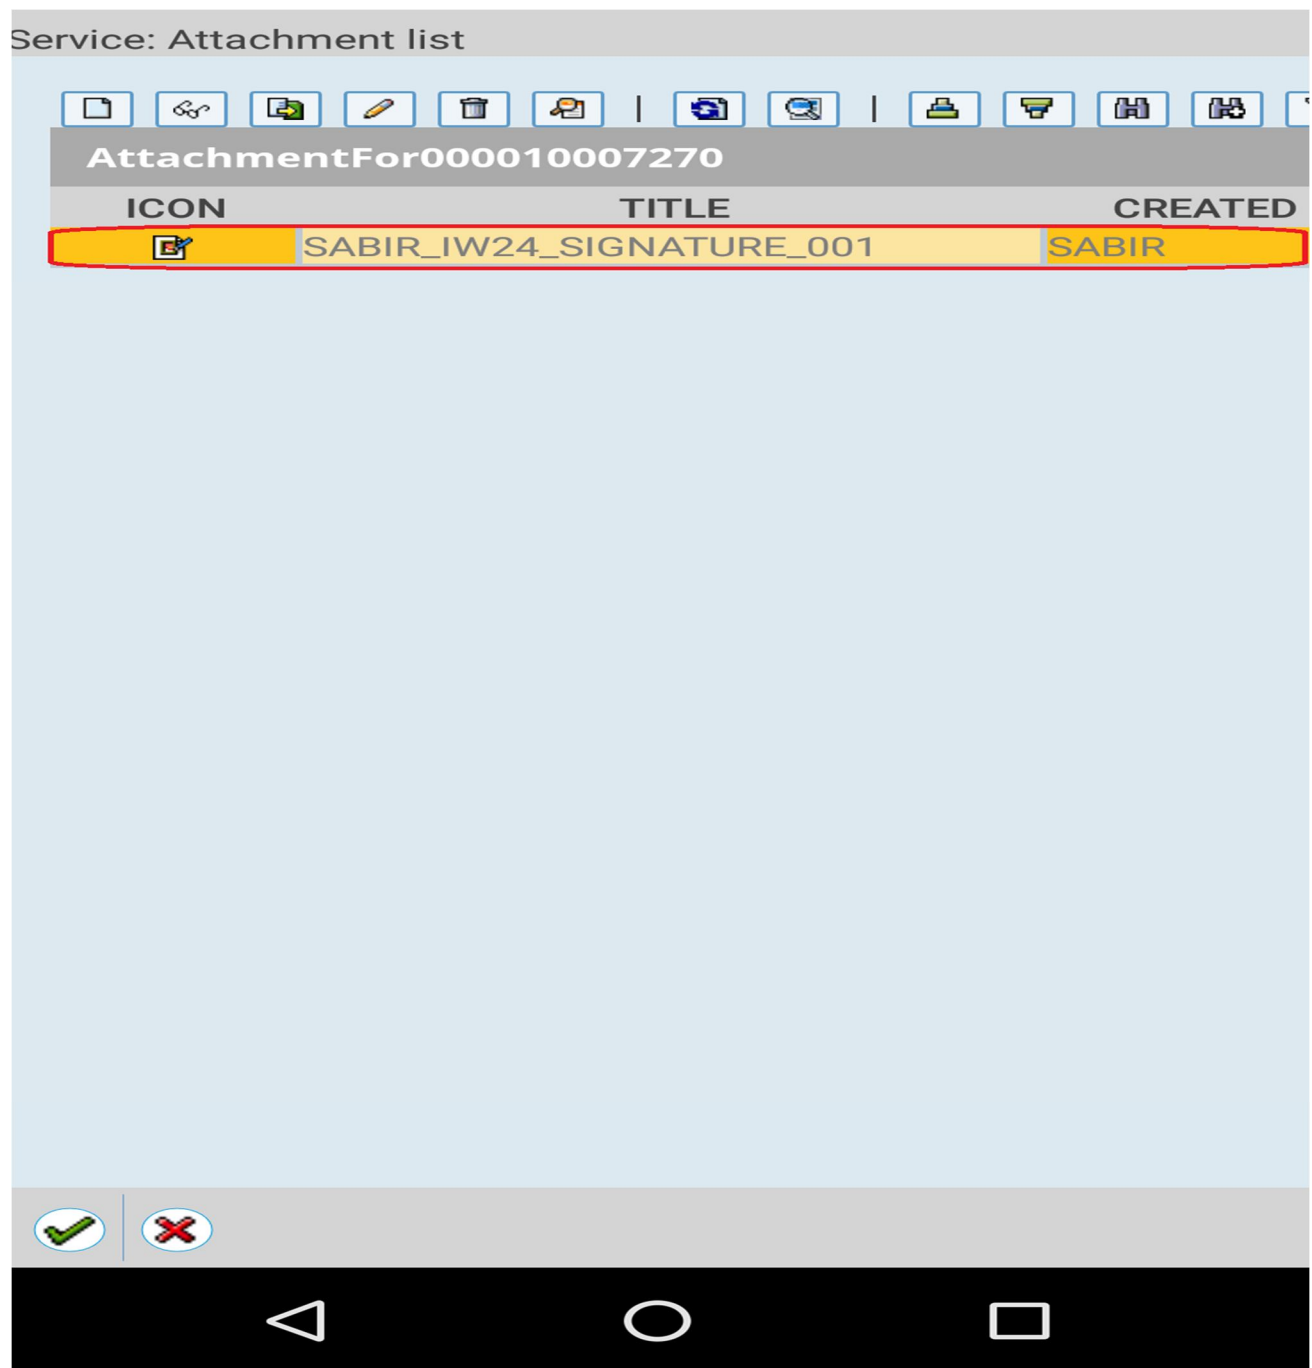 Service: Attachment list
AttachmentFor000010007270
ICON TITLE CREATED
SABIR_IW24_SIGNATURE_001 SABIR